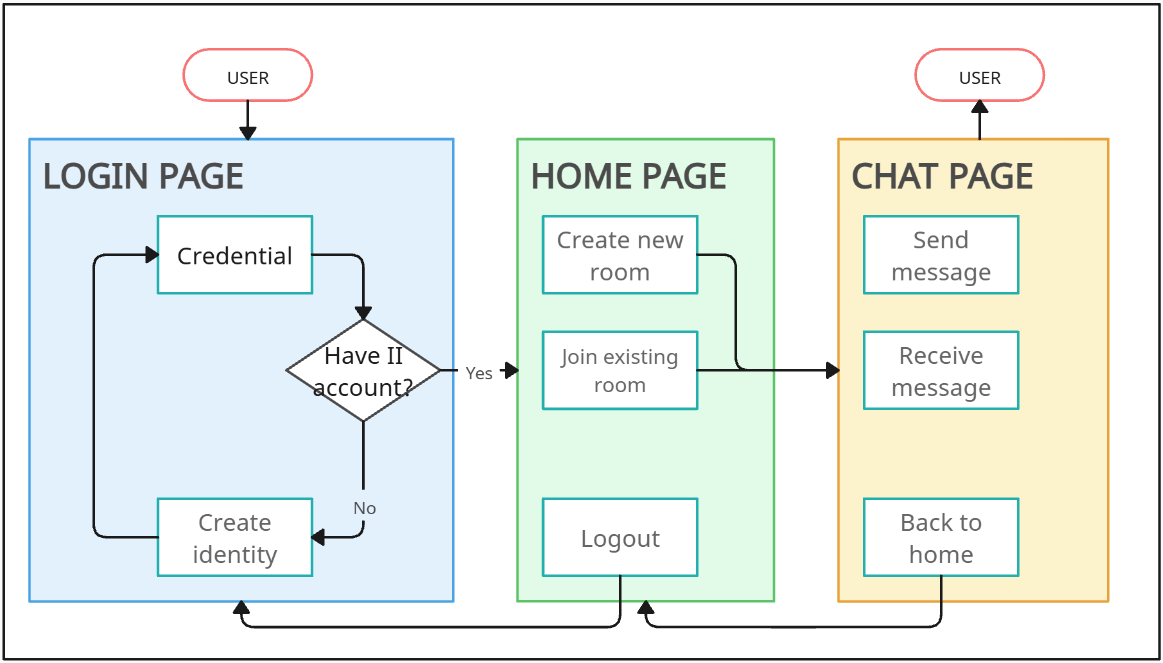 USER
USER
LOGIN PAGE
HOME PAGE
CHAT PAGE
Credential
Have II
account?
Yes
No
Create
identity
Create new
room
Join existing
room
Logout
Send
message
Receive
message
Back to
home